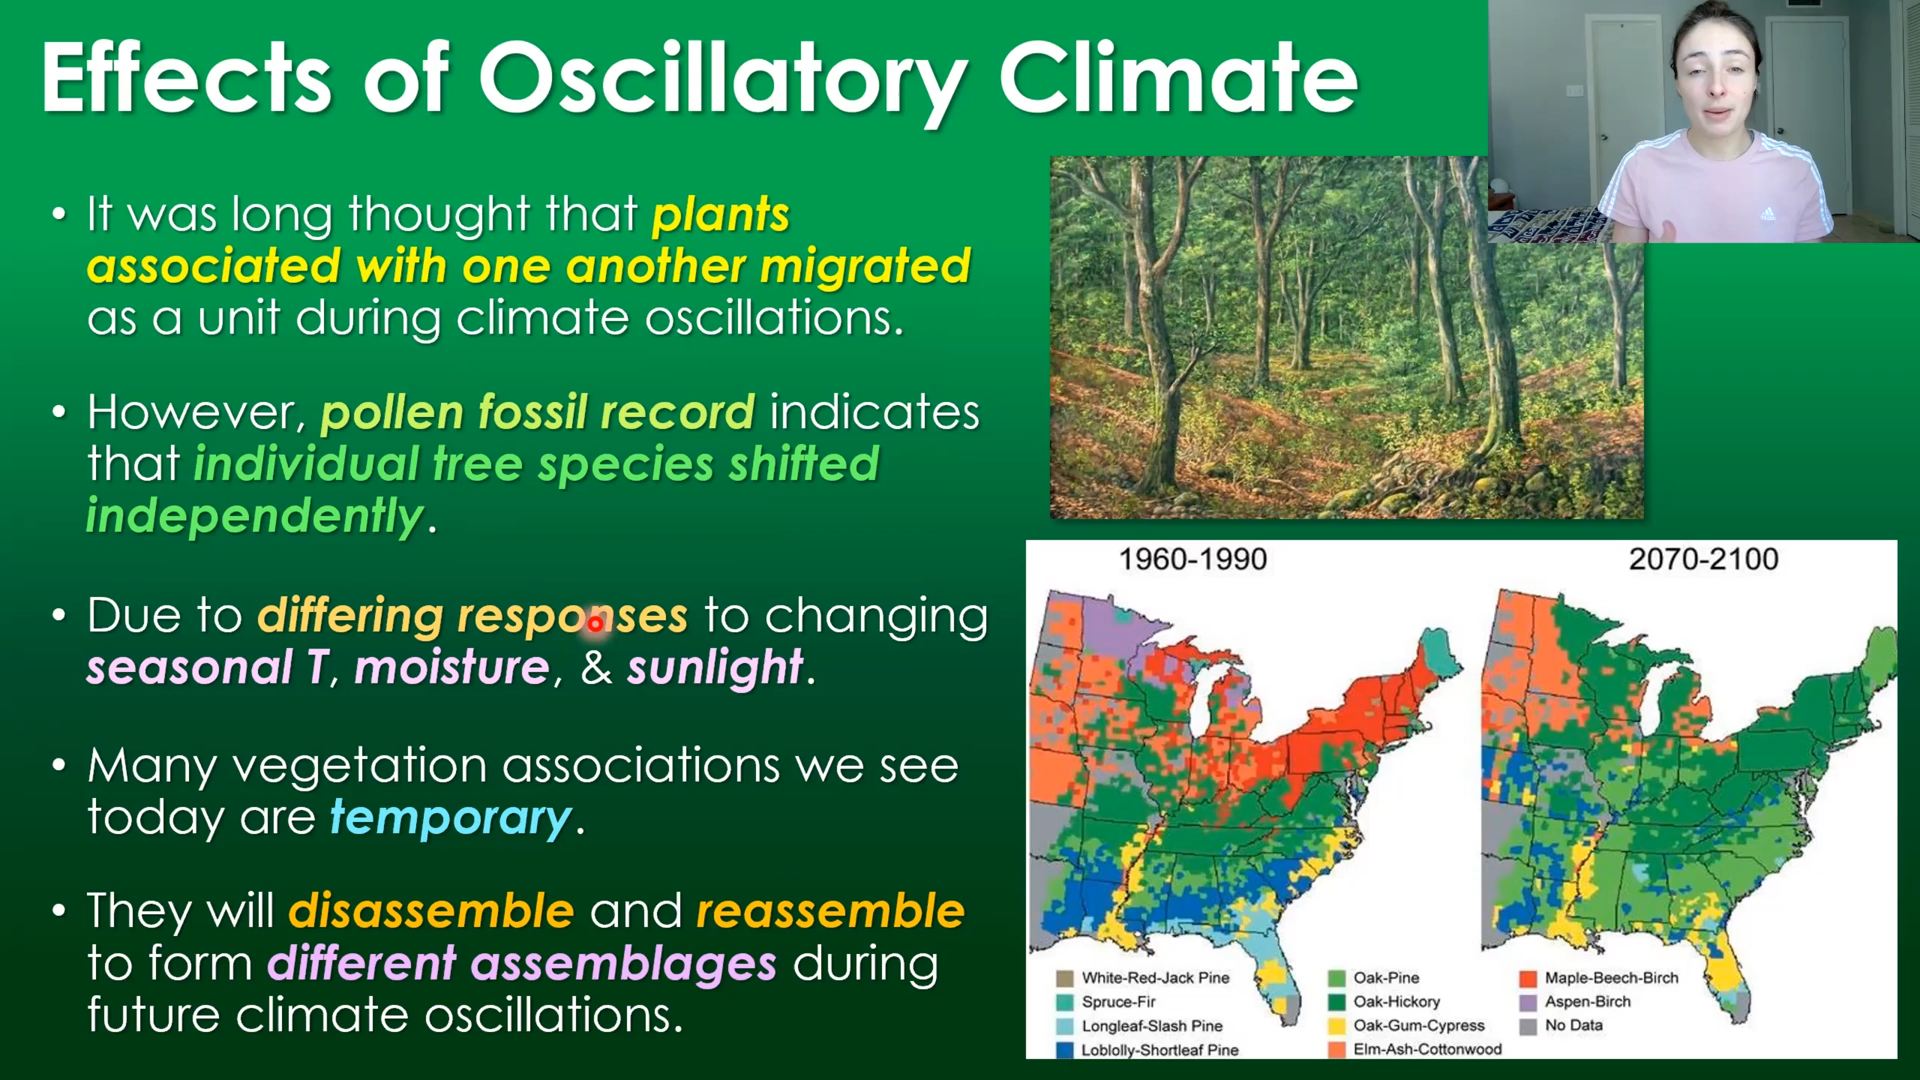 Effects of Oscillatory Climate
• It was long thought that plants
associated with one another migrated
as a unit during climate oscillations.
• However, pollen fossil record indicates
that individual tree species shifted
independently.
• Due to differing responses to changing
seasonal T, moisture, & sunlight.
• Many vegetation associations we see
today are temporary.
• They will disassemble and reassemble
to form different assemblages during
future climate oscillations.
1960-1990
2070-2100
White-Red-Jack Pine
Spruce-Fir
Longleaf-Slash Pine
Loblolly-Shortleaf Pine
Oak-Pine
Oak-Hickory
Oak-Gum-Cypress
Elm-Ash-Cottonwood
Maple-Beech-Birch
Aspen-Birch
No Data